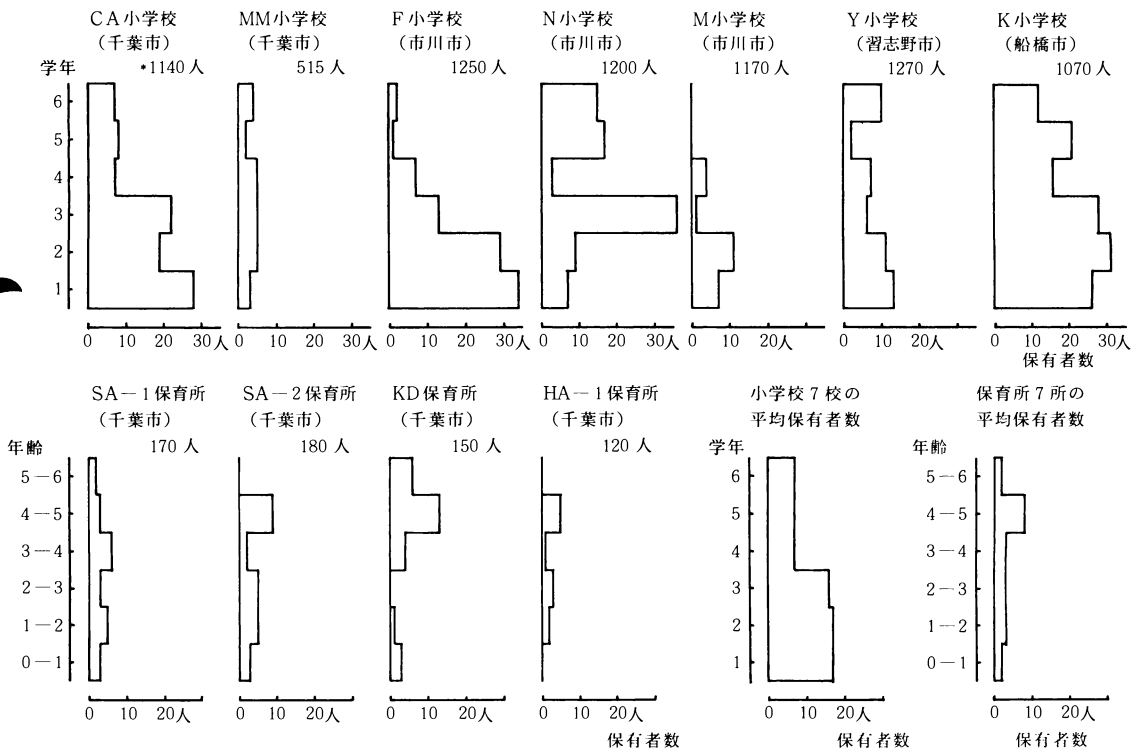 CA小学校
（千葉市）
*1140人
MM小学校
（千葉市）
515人
F小学校
（市川市）
1250人
N小学校
（市川市）
1200人
M小学校
（市川市）
1170人
Y小学校
（習志野市）
1270人
K小学校
（船橋市）
1070人
学年
6
5
4
3
2
1
0 10 20 30人
0 10 20 30人
0 10 20 30人
0 10 20 30人
0 10 20 30人
0 10 20 30人
0 10 20 30人
保有者数
SA－1保育所
（千葉市）
170人
SA－2保育所
（千葉市）
180人
KD保育所
（千葉市）
150人
HA－1保育所
（千葉市）
120人
小学校7校の
平均保有者数
保育所7所の
平均保有者数
年齢
5－6
4－5
3－4
2－3
1－2
0－1
学年
6
5
4
3
2
1
年齢
5－6
4－5
3－4
2－3
1－2
0－1
0 10 20人
0 10 20人
0 10 20人
0 10 20人
保有者数
0 10 20人
保有者数
0 10 20人
保有者数